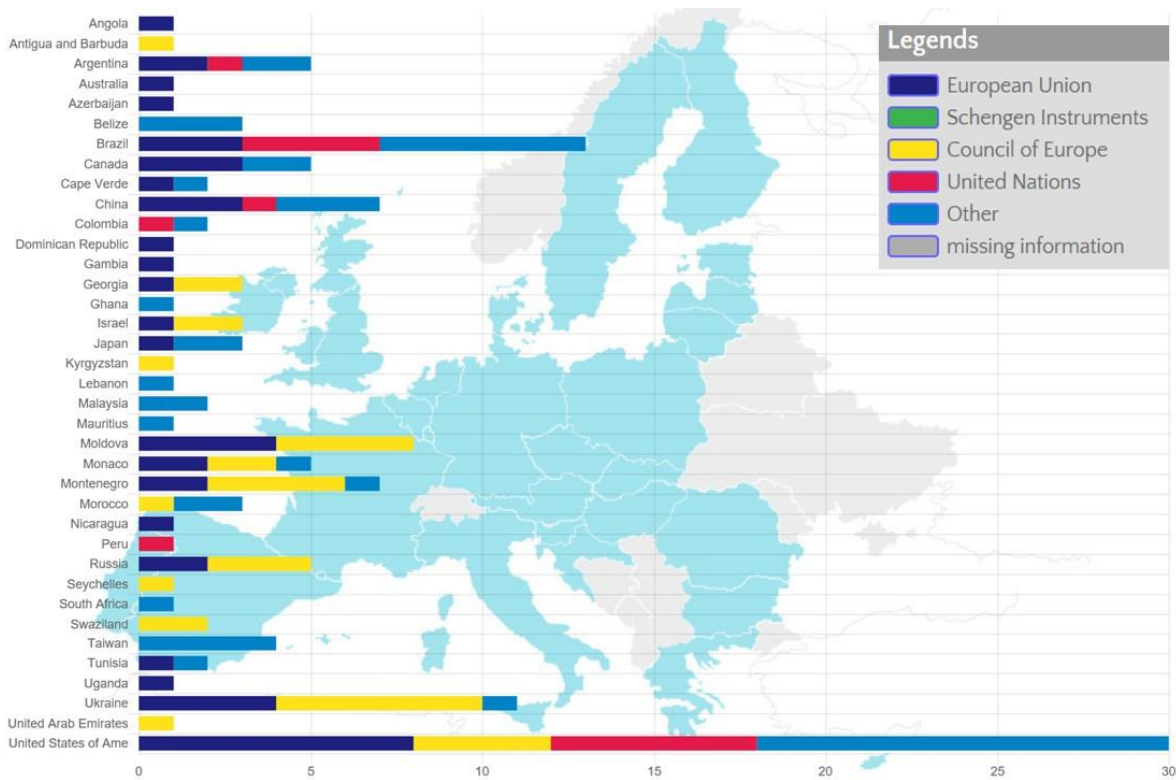 Angola
Antigua and Barbuda
Argentina
Australia
Azerbaijan
Belize
Brazil
Canada
Cape Verde
China
Colombia
Dominican Republic
Gambia
Georgia
Ghana
Israel
Japan
Kyrgyzstan
Lebanon
Malaysia
Mauritius
Moldova
Monaco
Montenegro
Morocco
Nicaragua
Peru
Russia
Seychelles
South Africa
Swaziland
Taiwan
Tunisia
Uganda
Ukraine
United Arab Emirates
United States of Ame
0 5 10 15 20 25 30
Legends
European Union
Schengen Instruments
Council of Europe
United Nations
Other
missing information